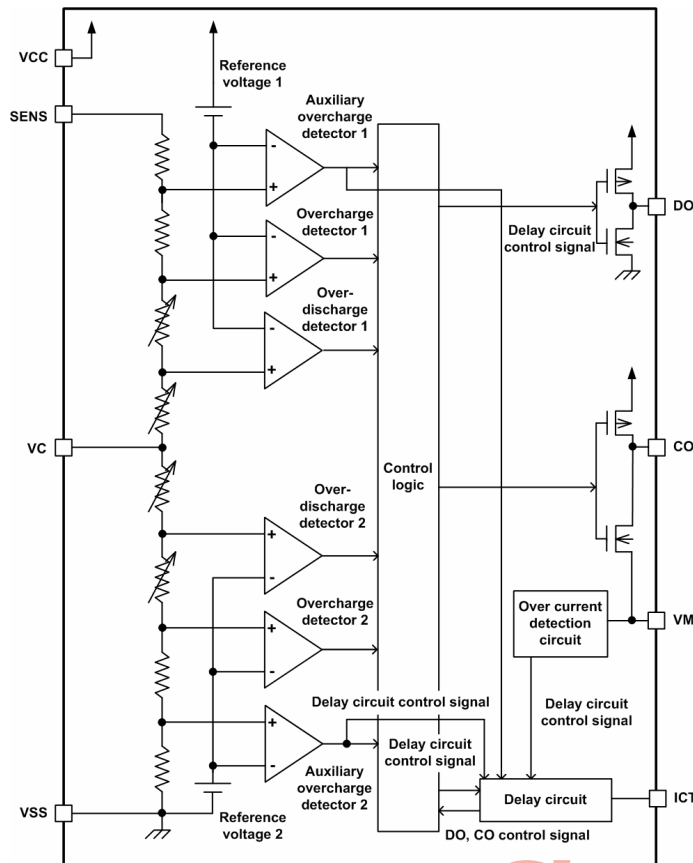 VCC
Reference
voltage 1
SENS
Auxiliary
overcharge
detector 1
-
+
DO
Overcharge
detector 1
Delay circuit
control signal
-
+
Over-
discharge
detector 1
-
+
VC
CO
Control
logic
Over-
discharge
detector 2
+
-
Overcharge
detector 2
Over current
detection
circuit
VM
+
-
Delay circuit control signal
Delay circuit
control signal
+
-
Delay circuit
control signal
Auxiliary
overcharge
detector 2
Delay circuit
ICT
VSS
Reference
voltage 2
DO, CO control signal